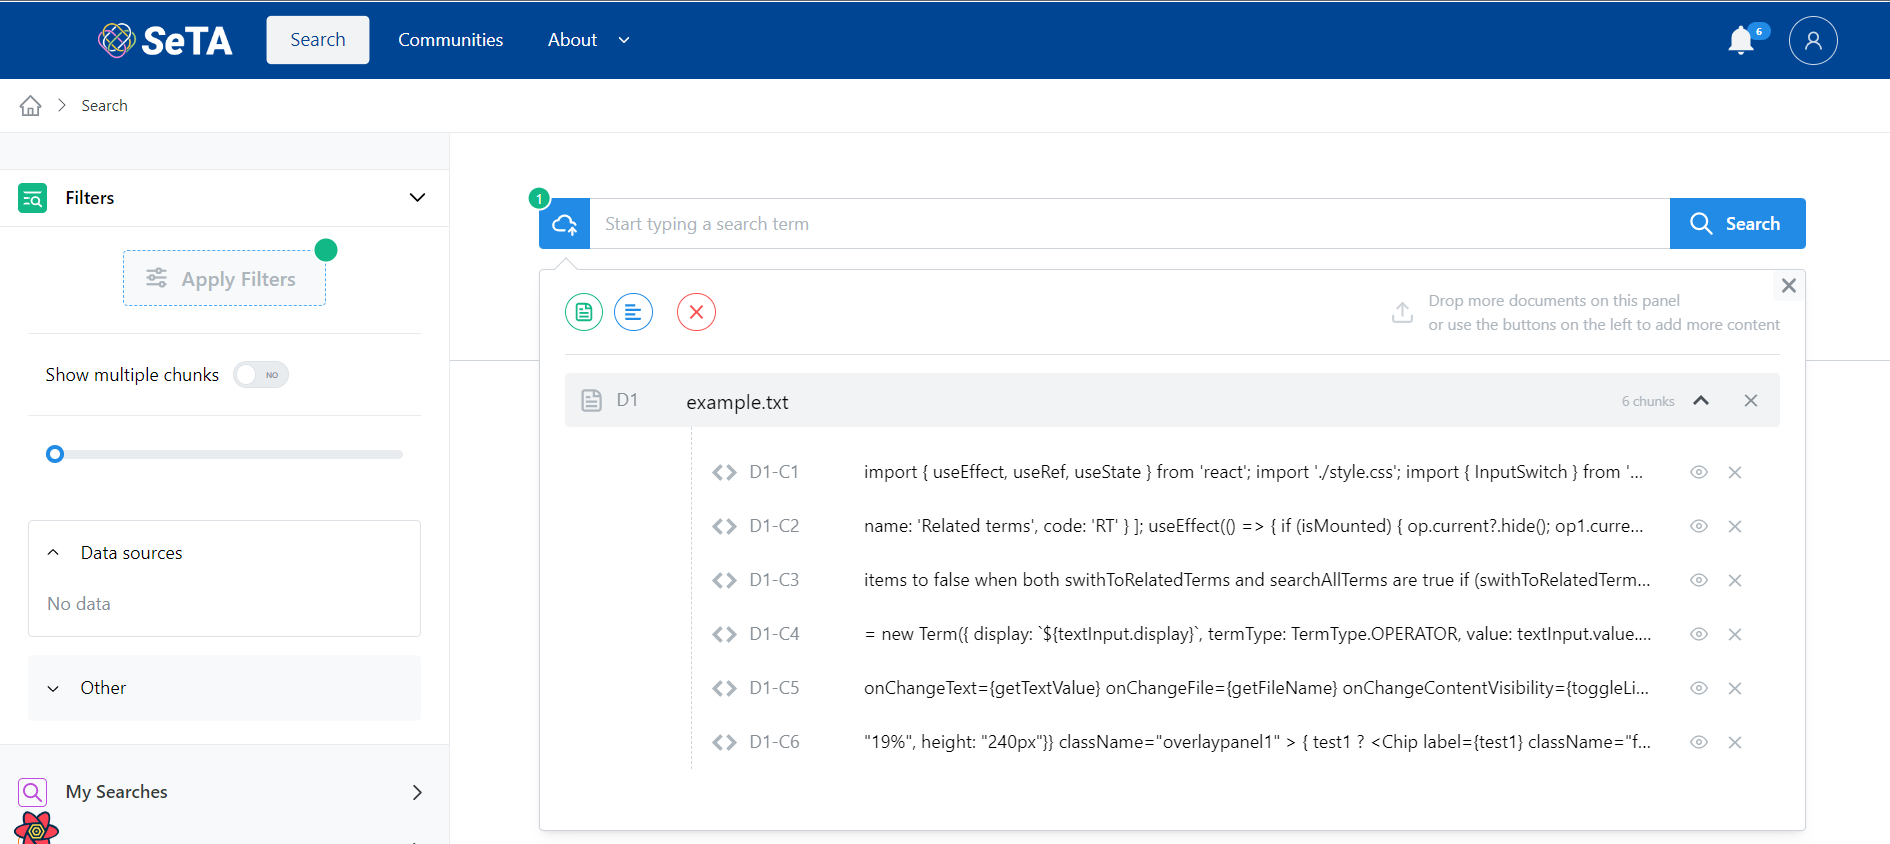 SeTA
Search
Communities
About
6
Search
Filters
Apply Filters
Show multiple chunks
NO
Data sources
No data
Other
My Searches
1
Start typing a search term
Search
Drop more documents on this panel
or use the buttons on the left to add more content
D1 example.txt 6 chunks
D1-C1 import { useEffect, useRef, useState } from 'react'; import './style.css'; import { InputSwitch } from '...
D1-C2 name: 'Related terms', code: 'RT' } ]; useEffect(() => { if (isMounted) { op.current?.hide(); op1.curre...
D1-C3 items to false when both swithToRelatedTerms and searchAllTerms are true if (swithToRelatedTerm...
D1-C4 = new Term({ display: `${textInput.display}`, termType: TermType.OPERATOR, value: textInput.value....
D1-C5 onChangeText={getTextValue} onChangeFile={getFileName} onChangeContentVisibility={toggleLi...
D1-C6 "19%", height: "240px"}} className="overlaypanel1" > { test1 ? <Chip label={test1} className="f...